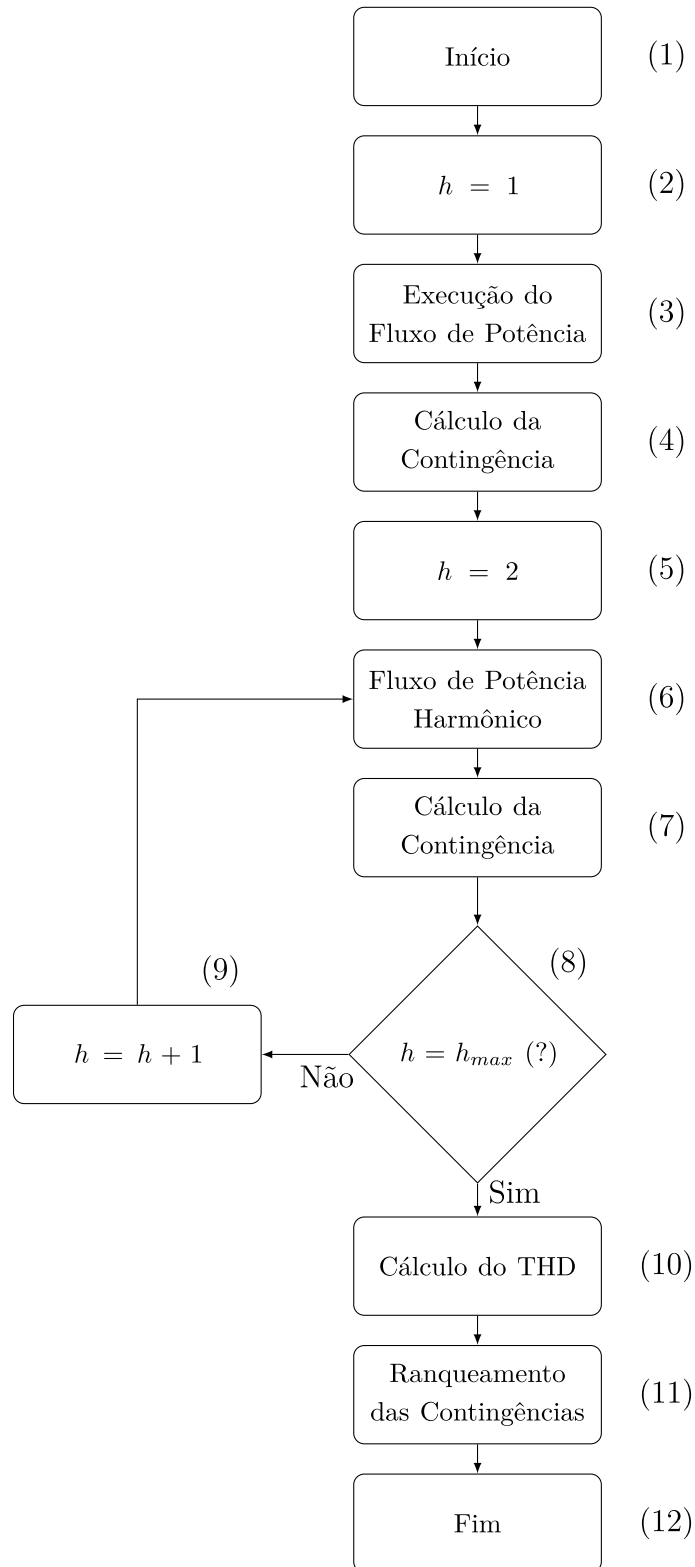 Início
(1)
h = 1
(2)
Execução do
Fluxo de Potência
(3)
Cálculo da
Contingência
(4)
h = 2
(5)
Fluxo de Potência
Harmônico
(6)
Cálculo da
Contingência
(7)
(8)
h = hmax (?)
Não
(9)
h = h + 1
Sim
Cálculo do THD
(10)
Ranqueamento
das Contingências
(11)
Fim
(12)